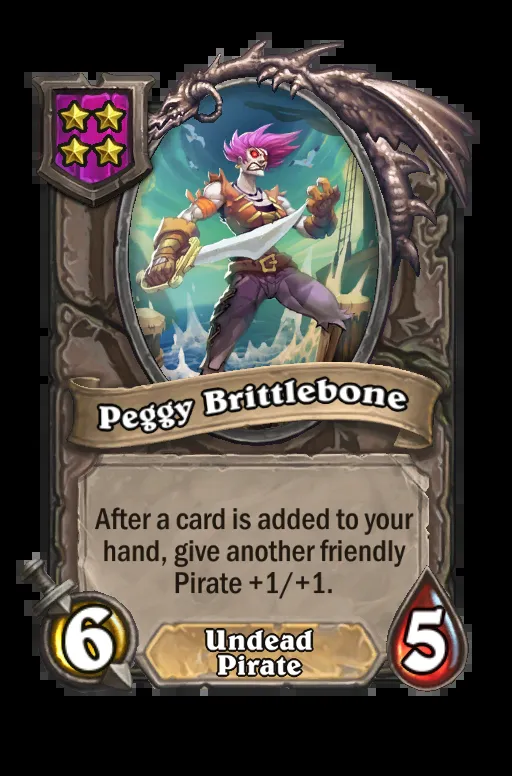 Peggy Brittlebone
After a card is added to your
hand, give another friendly
Pirate +1/+1.
6
Undead
Pirate
5